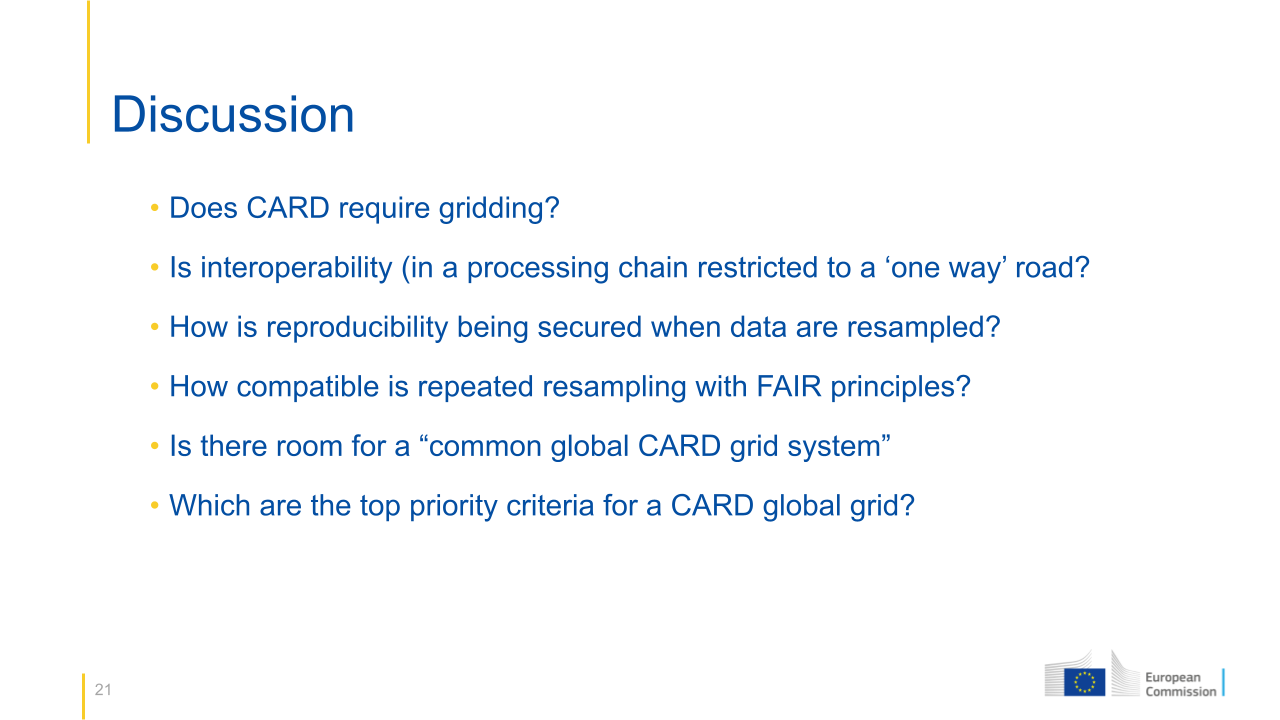 Discussion
• Does CARD require gridding?
• Is interoperability (in a processing chain restricted to a ‘one way’ road?
• How is reproducibility being secured when data are resampled?
• How compatible is repeated resampling with FAIR principles?
• Is there room for a “common global CARD grid system”
• Which are the top priority criteria for a CARD global grid?
21
European
Commission